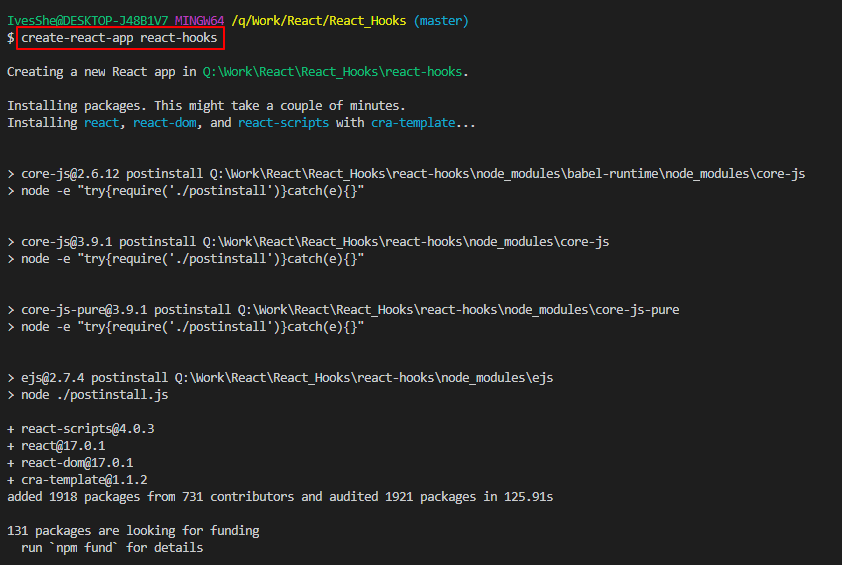 IvesShe@DESKTOP-J48B1V7 MINGW64 /q/Work/React/React_Hooks (master)
$ create-react-app react-hooks
Creating a new React app in Q:\Work\React\React_Hooks\react-hooks.
Installing packages. This might take a couple of minutes.
Installing react, react-dom, and react-scripts with cra-template...
> core-js@2.6.12 postinstall Q:\Work\React\React_Hooks\react-hooks\node_modules\babel-runtime\node_modules\core-js
> node -e "try{require('./postinstall')}catch(e){}"
> core-js@3.9.1 postinstall Q:\Work\React\React_Hooks\react-hooks\node_modules\core-js
> node -e "try{require('./postinstall')}catch(e){}"
> core-js-pure@3.9.1 postinstall Q:\Work\React\React_Hooks\react-hooks\node_modules\core-js-pure
> node -e "try{require('./postinstall')}catch(e){}"
> ejs@2.7.4 postinstall Q:\Work\React\React_Hooks\react-hooks\node_modules\ejs
> node ./postinstall.js
+ react-scripts@4.0.3
+ react@17.0.1
+ react-dom@17.0.1
+ cra-template@1.1.2
added 1918 packages from 731 contributors and audited 1921 packages in 125.91s
131 packages are looking for funding
run `npm fund` for details